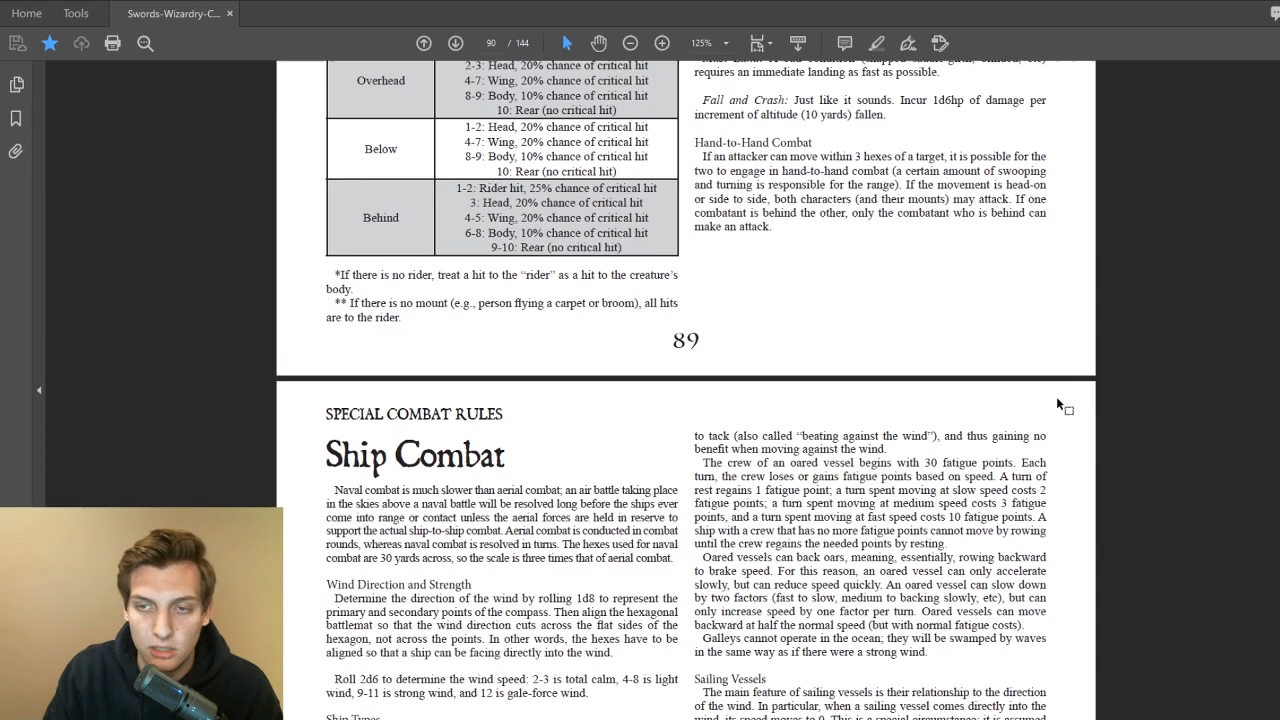 Home
Tools
Swords-Wizardry-C... ×
90 / 144
125%
Overhead
2-3: Head, 20% chance of critical hit
4-7: Wing, 20% chance of critical hit
8-9: Body, 10% chance of critical hit
10: Rear (no critical hit)
Below
1-2: Head, 20% chance of critical hit
4-7: Wing, 20% chance of critical hit
8-9: Body, 10% chance of critical hit
10: Rear (no critical hit)
Behind
1-2: Rider hit, 25% chance of critical hit
3: Head, 20% chance of critical hit
4-5: Wing, 20% chance of critical hit
6-8: Body, 10% chance of critical hit
9-10: Rear (no critical hit)
*If there is no rider, treat a hit to the “rider” as a hit to the creature’s
body.
** If there is no mount (e.g., person flying a carpet or broom), all hits
are to the rider.
requires an immediate landing as fast as possible.
Fall and Crash: Just like it sounds. Incur 1d6hp of damage per
increment of altitude (10 yards) fallen.
Hand-to-Hand Combat
If an attacker can move within 3 hexes of a target, it is possible for the
two to engage in hand-to-hand combat (a certain amount of swooping
and turning is responsible for the range). If the movement is head-on
or side to side, both characters (and their mounts) may attack. If one
combatant is behind the other, only the combatant who is behind can
make an attack.
89
SPECIAL COMBAT RULES
Ship Combat
Naval combat is much slower than aerial combat; an air battle taking place
in the skies above a naval battle will be resolved long before the ships ever
come into range or contact unless the aerial forces are held in reserve to
support the actual ship-to-ship combat. Aerial combat is conducted in combat
rounds, whereas naval combat is resolved in turns. The hexes used for naval
combat are 30 yards across, so the scale is three times that of aerial combat.
Wind Direction and Strength
Determine the direction of the wind by rolling 1d8 to represent the
primary and secondary points of the compass. Then align the hexagonal
battlemat so that the wind direction cuts across the flat sides of the
hexagon, not across the points. In other words, the hexes have to be
aligned so that a ship can be facing directly into the wind.
Roll 2d6 to determine the wind speed: 2-3 is total calm, 4-8 is light
wind, 9-11 is strong wind, and 12 is gale-force wind.
Ship Types
to tack (also called “beating against the wind”), and thus gaining no
benefit when moving against the wind.
The crew of an oared vessel begins with 30 fatigue points. Each
turn, the crew loses or gains fatigue points based on speed. A turn of
rest regains 1 fatigue point; a turn spent moving at slow speed costs 2
fatigue points; a turn spent moving at medium speed costs 3 fatigue
points, and a turn spent moving at fast speed costs 10 fatigue points. A
ship with a crew that has no more fatigue points cannot move by rowing
until the crew regains the needed points by resting.
Oared vessels can back oars, meaning, essentially, rowing backward
to brake speed. For this reason, an oared vessel can only accelerate
slowly, but can reduce speed quickly. An oared vessel can slow down
by two factors (fast to slow, medium to backing slowly, etc), but can
only increase speed by one factor per turn. Oared vessels can move
backward at half the normal speed (but with normal fatigue costs).
Galleys cannot operate in the ocean; they will be swamped by waves
in the same way as if there were a strong wind.
Sailing Vessels
The main feature of sailing vessels is their relationship to the direction
of the wind. In particular, when a sailing vessel comes directly into the
wind, its speed moves to 0. This is a special circumstance: it is assumed